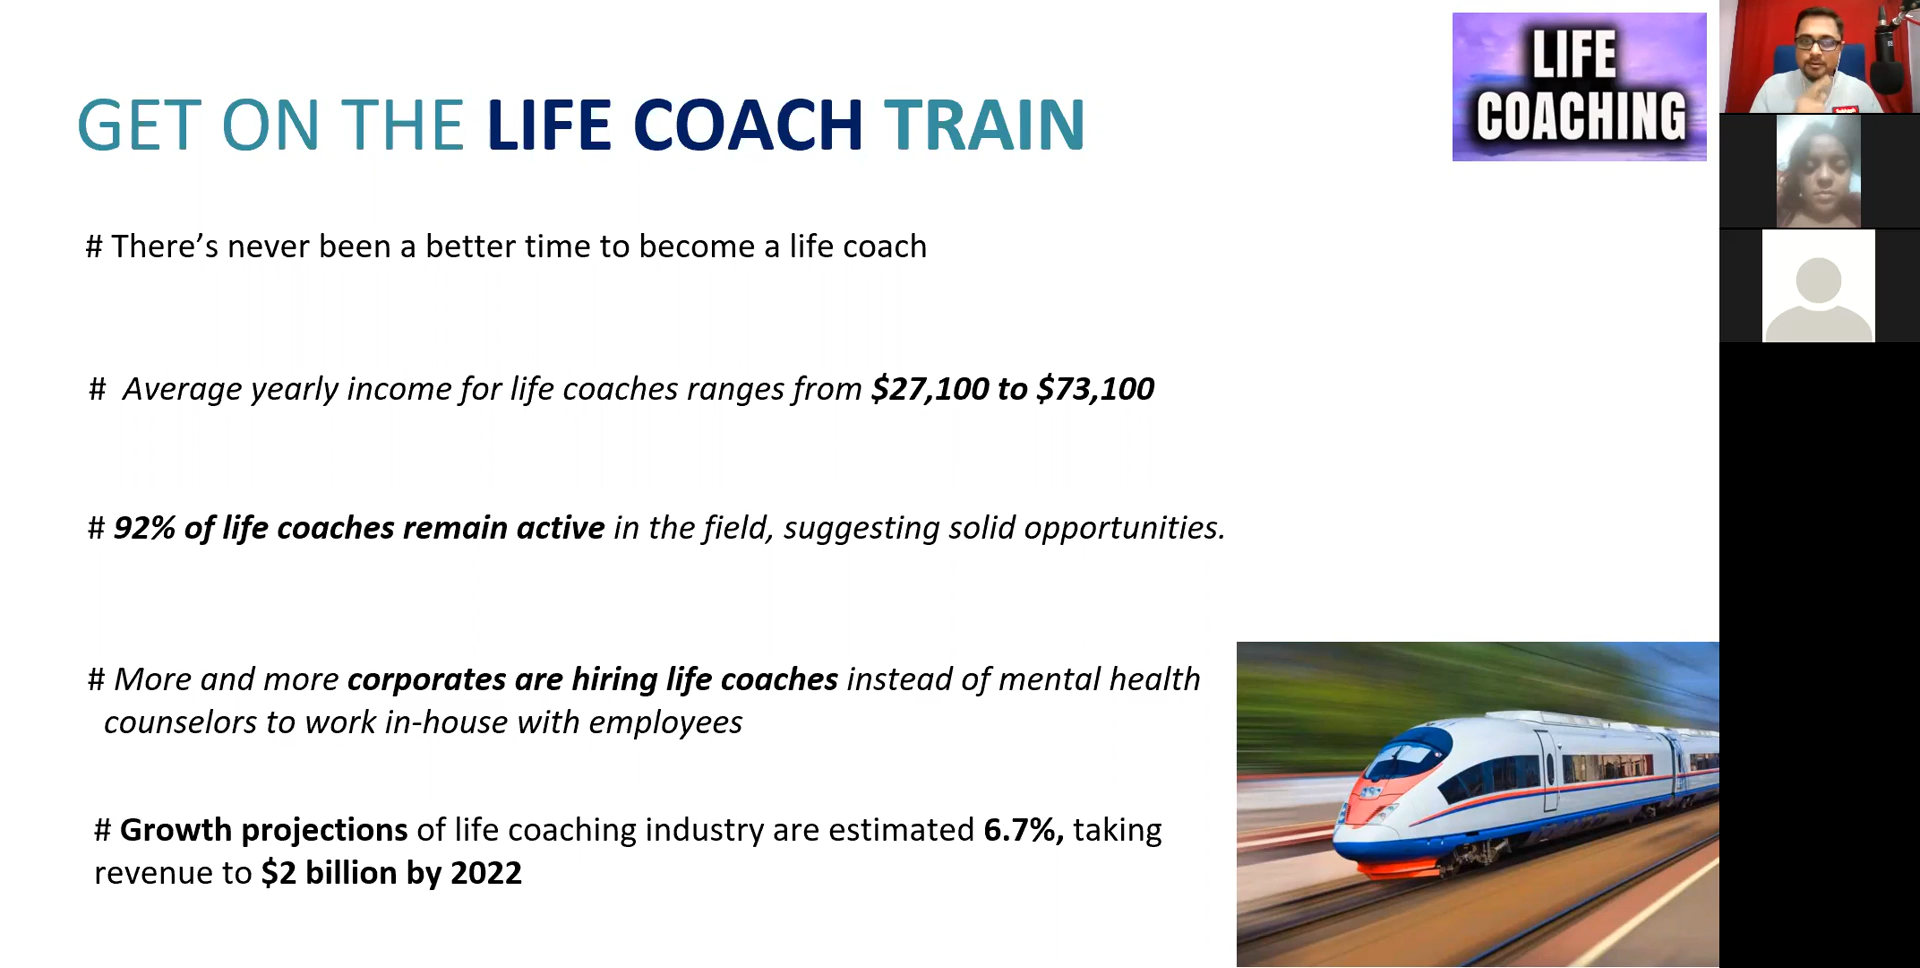 LIFE
COACHING
GET ON THE LIFE COACH TRAIN
# There’s never been a better time to become a life coach
# Average yearly income for life coaches ranges from $27,100 to $73,100
# 92% of life coaches remain active in the field, suggesting solid opportunities.
# More and more corporates are hiring life coaches instead of mental health
counselors to work in-house with employees
# Growth projections of life coaching industry are estimated 6.7%, taking
revenue to $2 billion by 2022